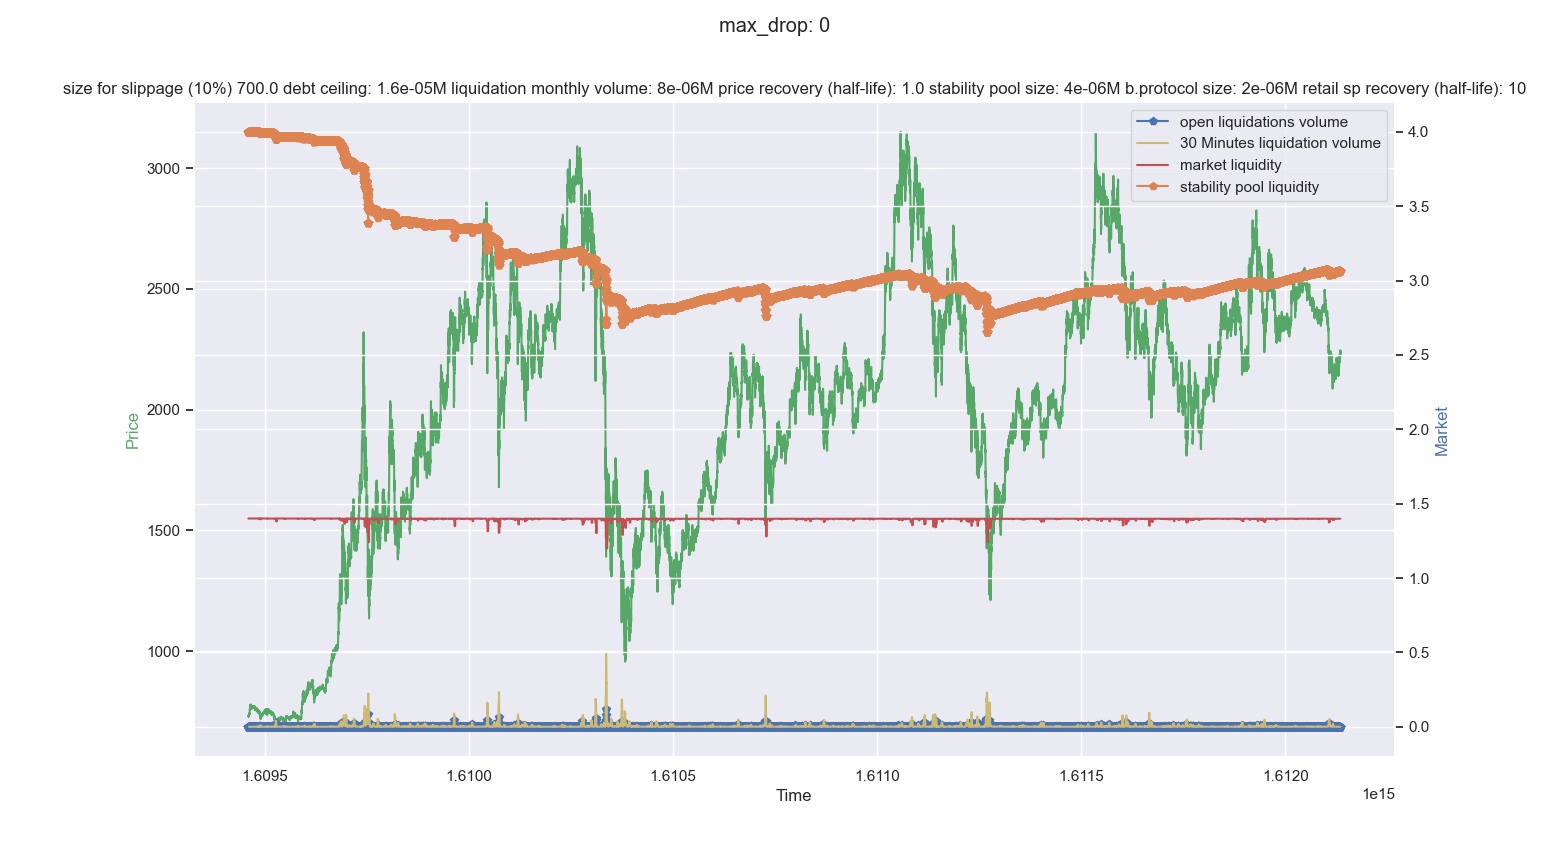 max_drop: 0
size for slippage (10%) 700.0 debt ceiling: 1.6e-05M liquidation monthly volume: 8e-06M price recovery (half-life): 1.0 stability pool size: 4e-06M b.protocol size: 2e-06M retail sp recovery (half-life): 10
open liquidations volume
30 Minutes liquidation volume
market liquidity
stability pool liquidity
3000
2500
2000
1500
1000
Price
4.0
3.5
3.0
2.5
2.0
1.5
1.0
0.5
0.0
Market
1.6095 1.6100 1.6105 1.6110 1.6115 1.6120
Time
1e15